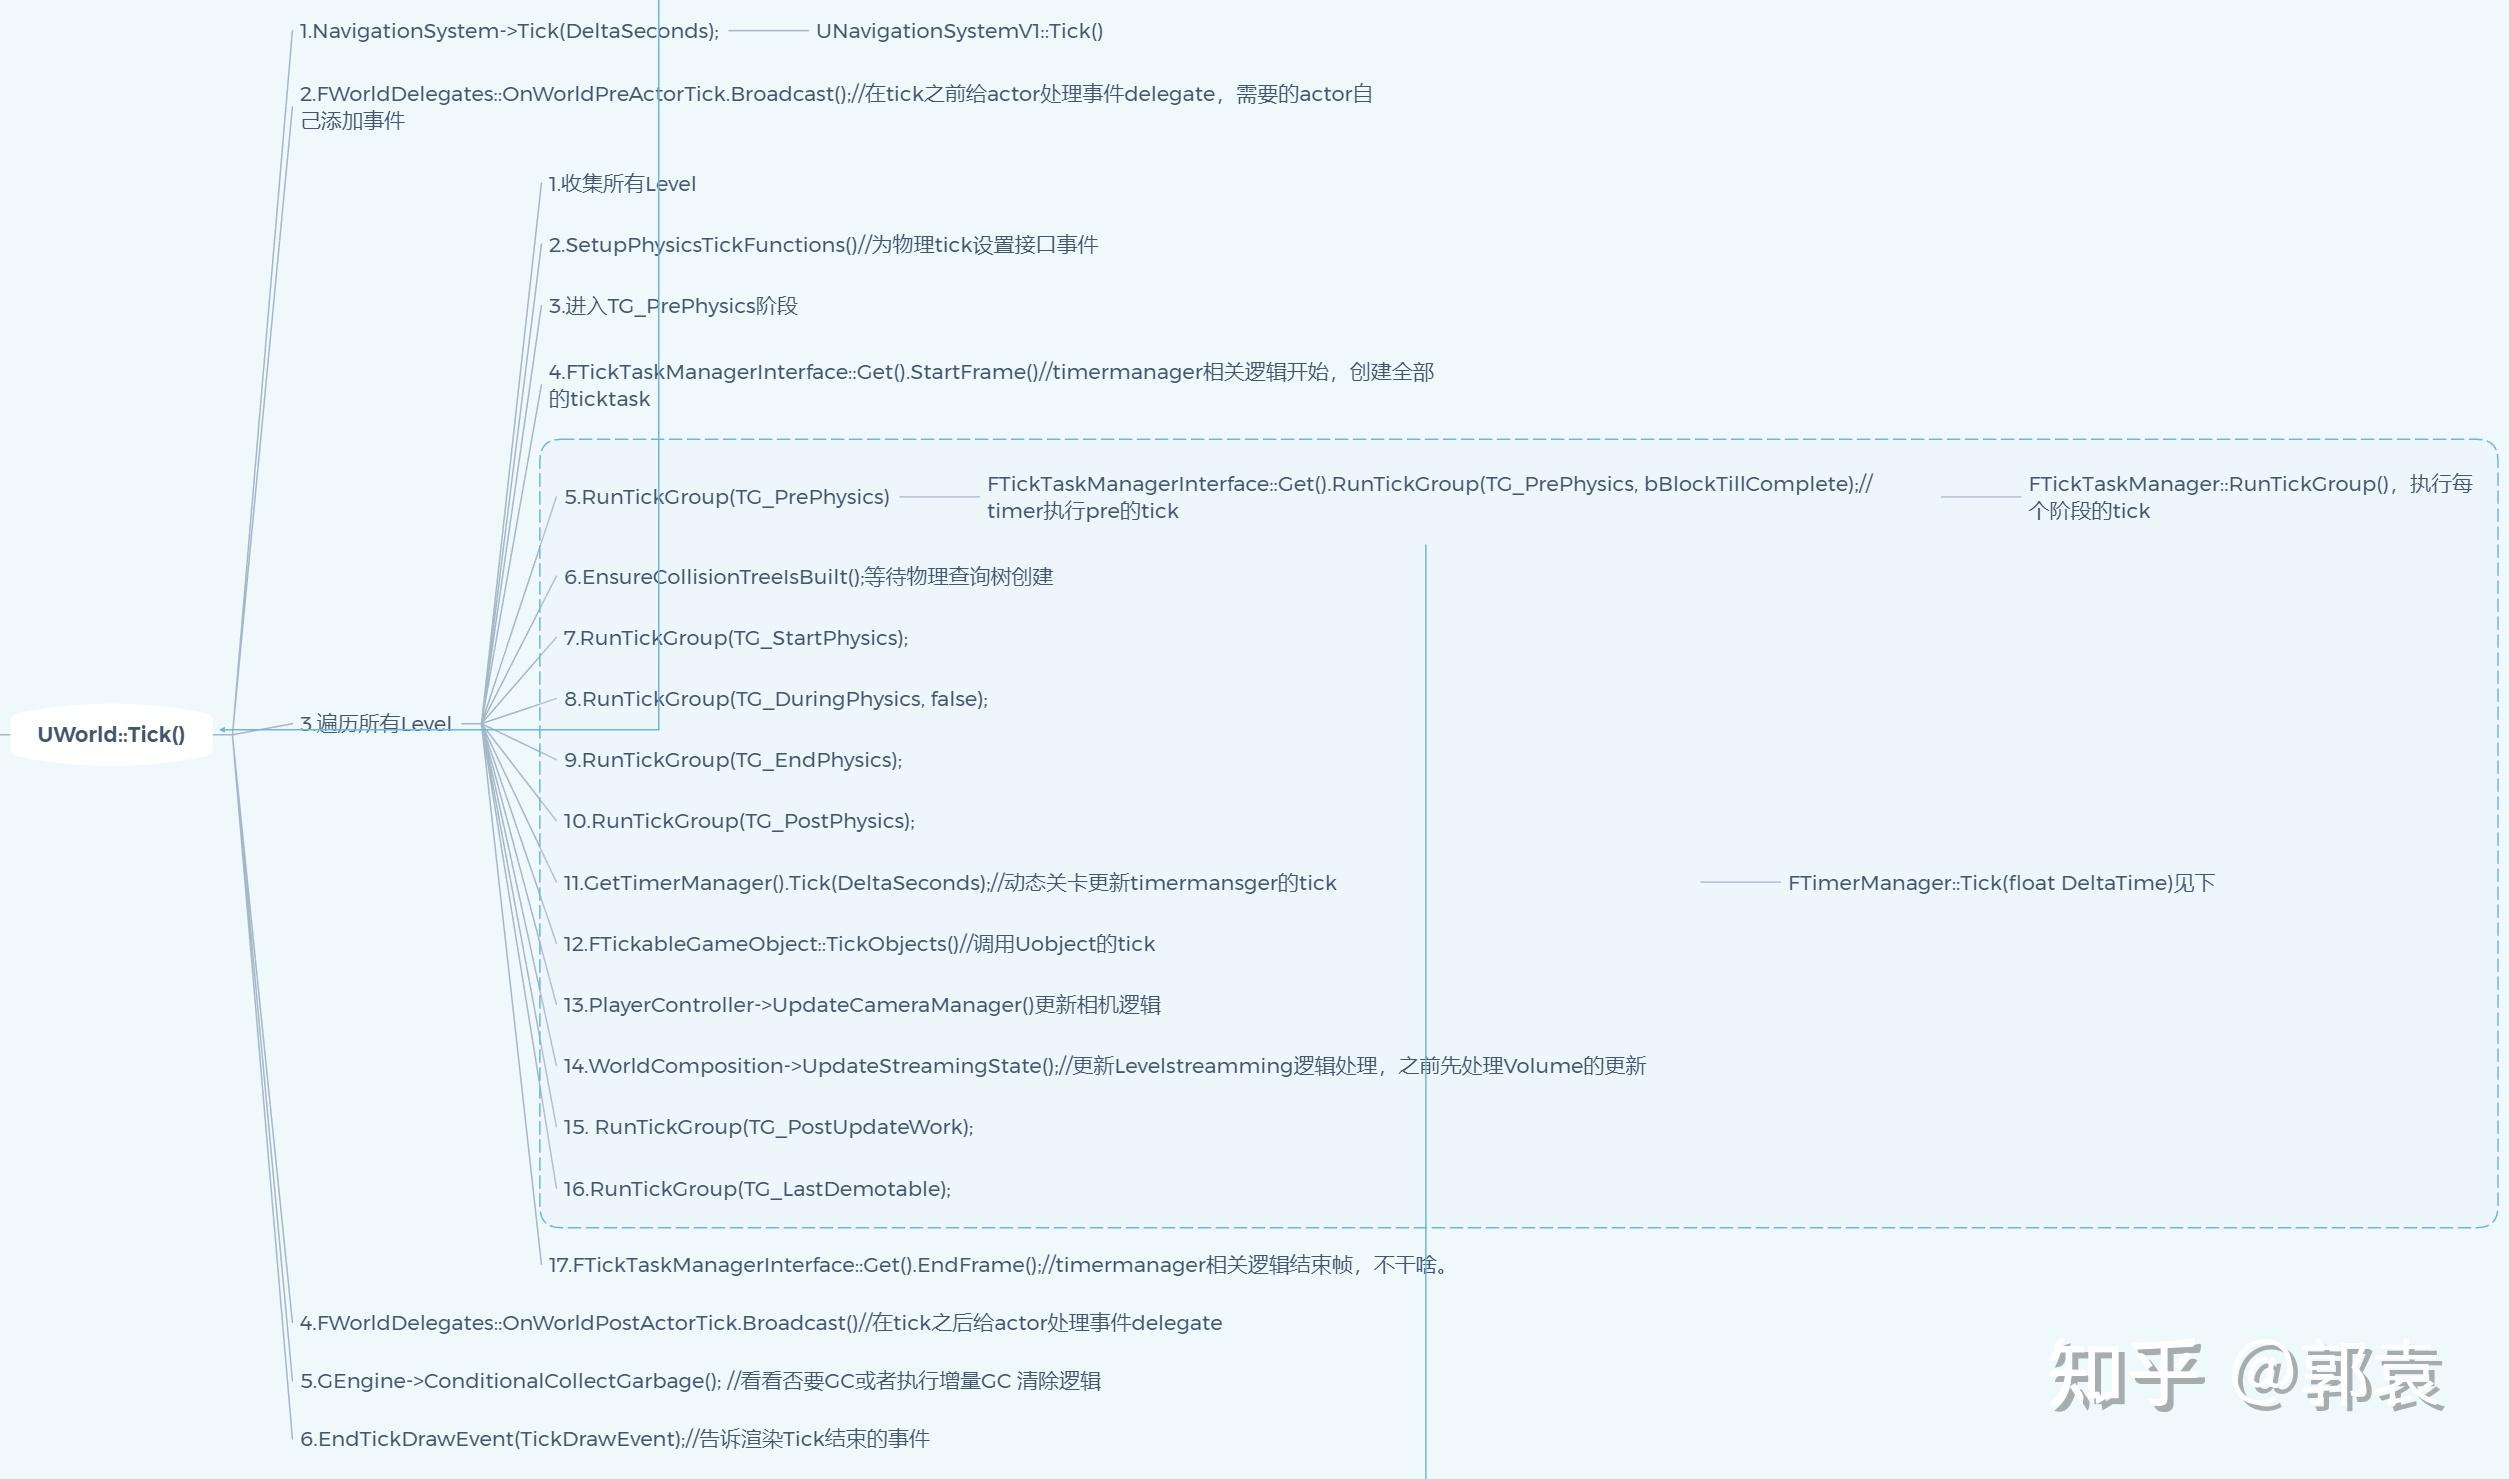 1.NavigationSystem->Tick(DeltaSeconds);
UNavigationSystemV1::Tick()
2.FWorldDelegates::OnWorldPreActorTick.Broadcast();//在tick之前给actor处理事件delegate，需要的actor自
己添加事件
1.收集所有Level
2.SetupPhysicsTickFunctions()//为物理tick设置接口事件
3.进入TG_PrePhysics阶段
4.FTickTaskManagerInterface::Get().StartFrame()//timermanager相关逻辑开始，创建全部
的ticktask
5.RunTickGroup(TG_PrePhysics)
FTickTaskManagerInterface::Get().RunTickGroup(TG_PrePhysics, bBlockTillComplete);//
timer执行pre的tick
FTickTaskManager::RunTickGroup()，执行每
个阶段的tick
6.EnsureCollisionTreeIsBuilt();等待物理查询树创建
7.RunTickGroup(TG_StartPhysics);
8.RunTickGroup(TG_DuringPhysics, false);
UWorld::Tick()
3.遍历所有Level
9.RunTickGroup(TG_EndPhysics);
10.RunTickGroup(TG_PostPhysics);
11.GetTimerManager().Tick(DeltaSeconds);//动态关卡更新timermansger的tick
FTimerManager::Tick(float DeltaTime)见下
12.FTickableGameObject::TickObjects()//调用Uobject的tick
13.PlayerController->UpdateCameraManager()更新相机逻辑
14.WorldComposition->UpdateStreamingState();//更新Levelstreamming逻辑处理，之前先处理Volume的更新
15. RunTickGroup(TG_PostUpdateWork);
16.RunTickGroup(TG_LastDemotable);
17.FTickTaskManagerInterface::Get().EndFrame();//timermanager相关逻辑结束帧，不干啥。
4.FWorldDelegates::OnWorldPostActorTick.Broadcast()//在tick之后给actor处理事件delegate
5.GEngine->ConditionalCollectGarbage(); //看看否要GC或者执行增量GC 清除逻辑
6.EndTickDrawEvent(TickDrawEvent);//告诉渲染Tick结束的事件
知乎 @郭袁